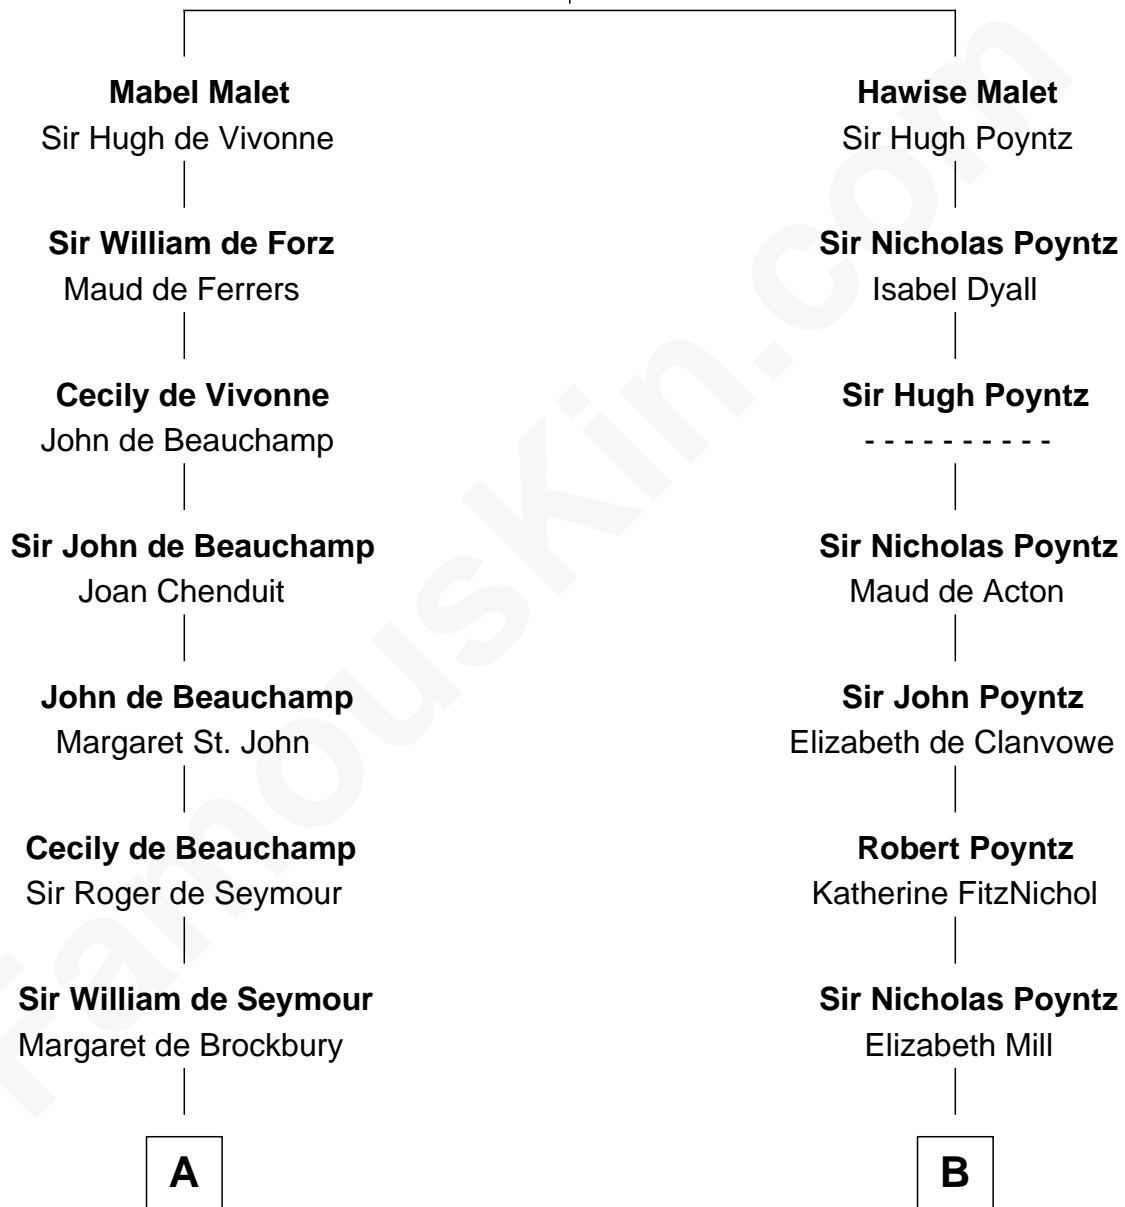 Mabel Malet
Sir Hugh de Vivonne
Hawise Malet
Sir Hugh Poyntz
Sir William de Forz
Maud de Ferrers
Sir Nicholas Poyntz
Isabel Dyall
Cecily de Vivonne
John de Beauchamp
Sir Hugh Poyntz
- - - - - - - - - -
Sir John de Beauchamp
Joan Chenduit
Sir Nicholas Poyntz
Maud de Acton
John de Beauchamp
Margaret St. John
Sir John Poyntz
Elizabeth de Clanvowe
Cecily de Beauchamp
Sir Roger de Seymour
Robert Poyntz
Katherine FitzNichol
Sir William de Seymour
Margaret de Brockbury
Sir Nicholas Poyntz
Elizabeth Mill
A
B
FamousKin.com